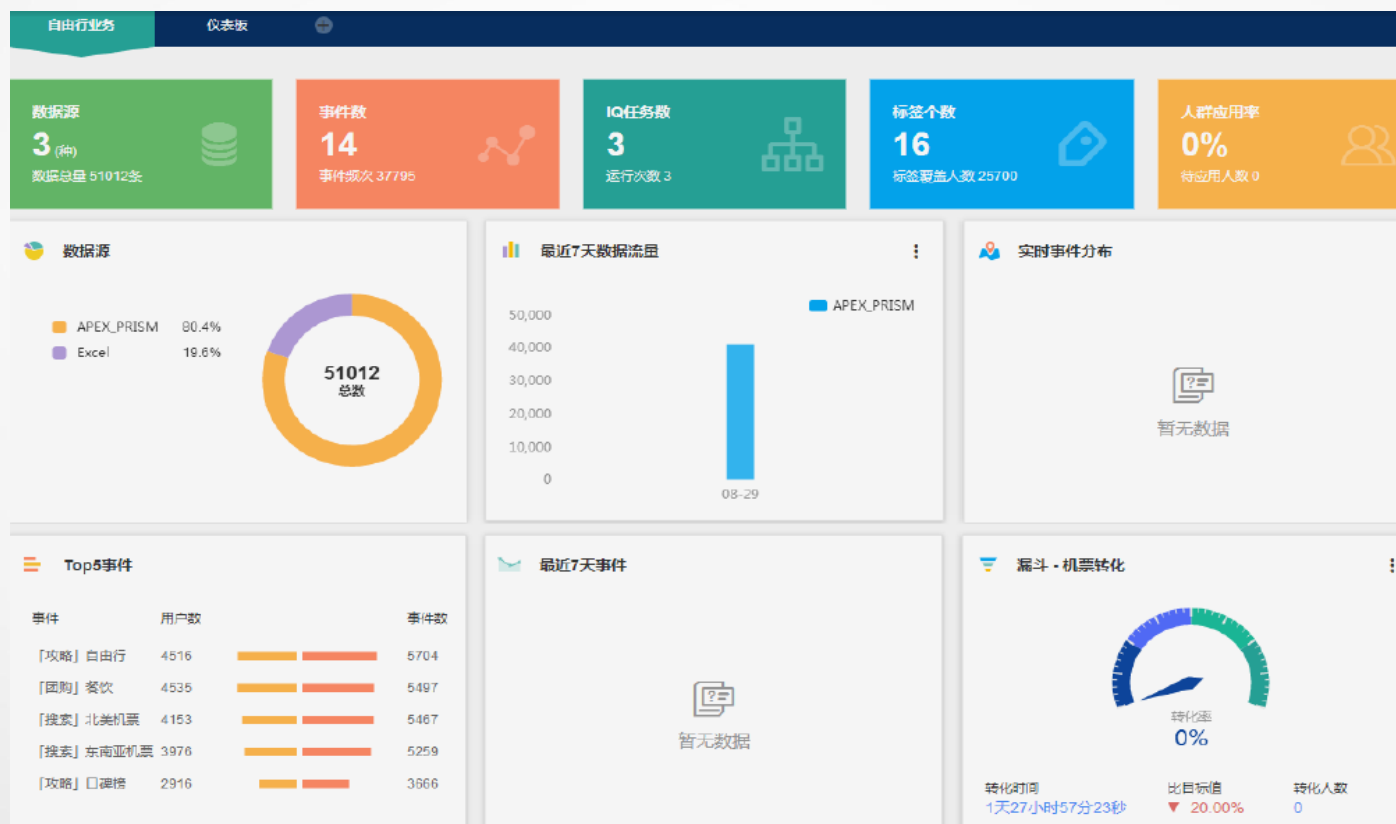 自由行业务 仪表板
数据源
3 (种)
数据总量 51012条
事件数
14
事件频次 37795
IQ任务数
3
运行次数 3
标签个数
16
标签覆盖人数 25700
人群应用率
0%
待应用人数 0
数据源
APEX_PRISM 80.4%
Excel 19.6%
51012
总数
最近7天数据流量
APEX_PRISM
50,000
40,000
30,000
20,000
10,000
0
08-29
实时事件分布
暂无数据
Top5事件
事件 用户数 事件数
「攻略」自由行 4516 5704
「团购」餐饮 4535 5497
「搜索」北美机票 4153 5467
「搜索」东南亚机票 3976 5259
「攻略」口碑榜 2916 3666
最近7天事件
暂无数据
漏斗 - 机票转化
转化率
0%
转化时间 比目标值 转化人数
1天27小时57分23秒 ▼ 20.00% 0